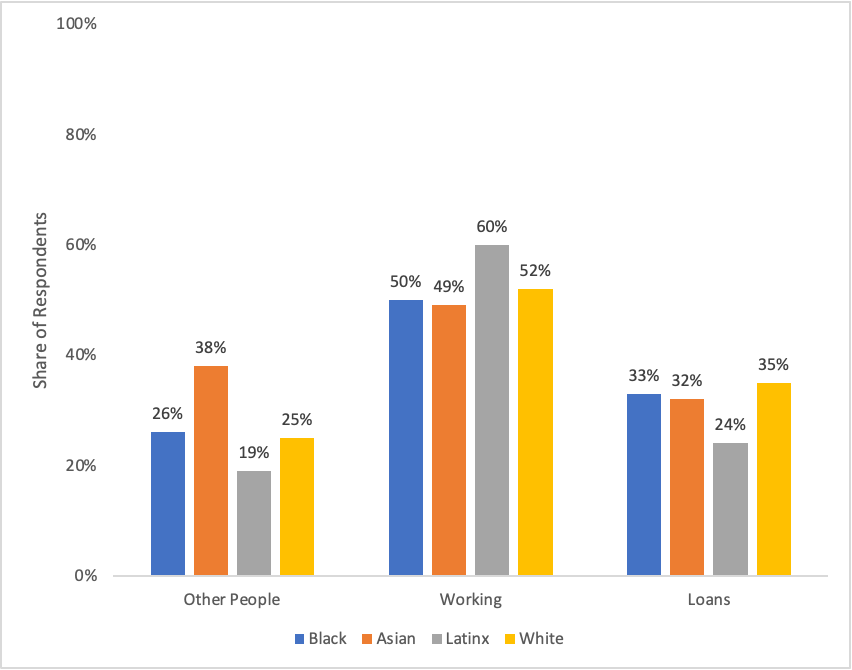 100%
80%
60%
40%
20%
0%
Share of Respondents
26%
38%
19%
25%
50%
49%
60%
52%
33%
32%
24%
35%
Other People
Working
Loans
Black
Asian
Latinx
White